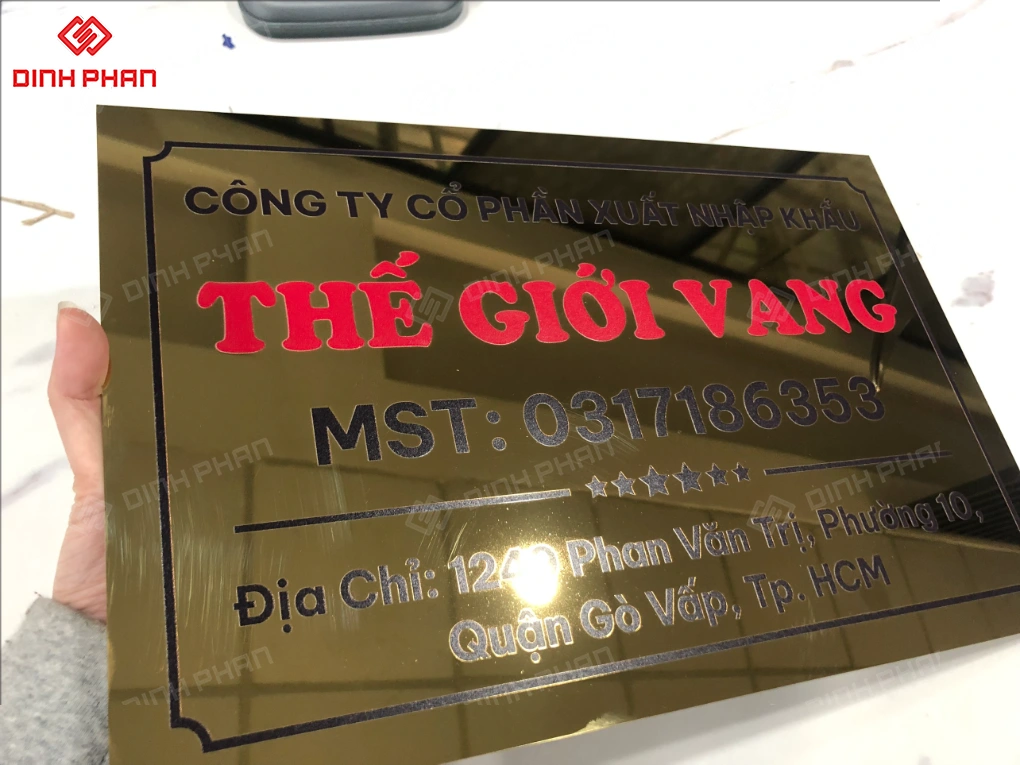 DINH PHAN
CÔNG TY CỔ PHẦN XUẤT NHẬP KHẨU
THẾ GIỚI VANG
MST: 0317186353
Địa Chỉ: Phan Văn Trị, Phường 10,
Quận Gò Vấp, Tp. HCM